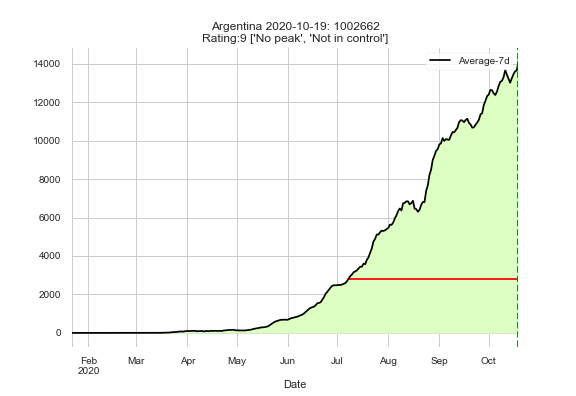 Argentina 2020-10-19: 1002662
Rating:9 ['No peak', 'Not in control']
Average-7d
14000
12000
10000
8000
6000
4000
2000
0
Feb Mar Apr May Jun Jul Aug Sep Oct
2020
Date